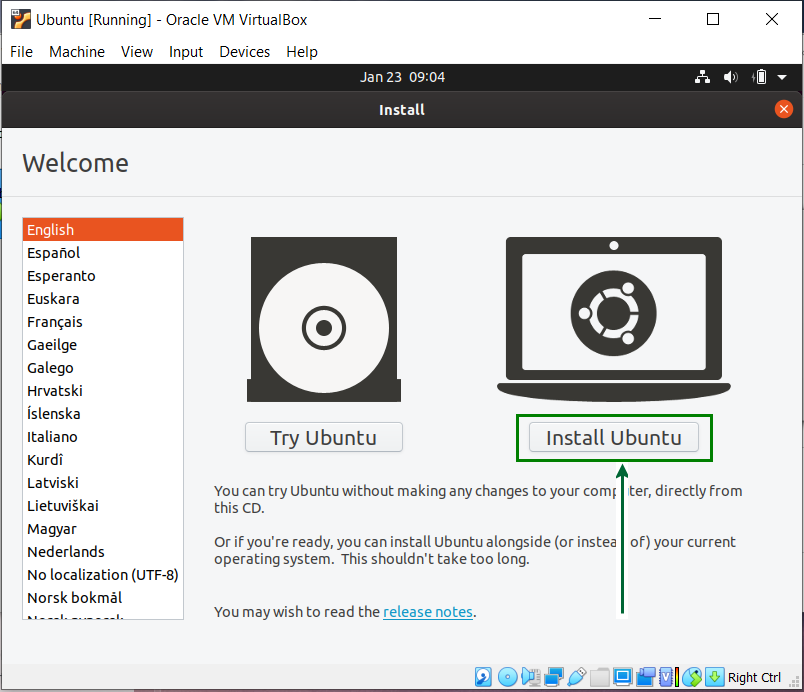 Ubuntu [Running] - Oracle VM VirtualBox
File Machine View Input Devices Help
Jan 23 09:04
Install
Welcome
English
Español
Esperanto
Euskara
Français
Gaeilge
Galego
Hrvatski
Íslenska
Italiano
Kurdî
Latviski
Lietuviškai
Magyar
Nederlands
No localization (UTF-8)
Norsk bokmål
Try Ubuntu
Install Ubuntu
You can try Ubuntu without making any changes to your computer, directly from
this CD.
Or if you're ready, you can install Ubuntu alongside (or instead of) your current
operating system. This shouldn't take too long.
You may wish to read the release notes.
Right Ctrl